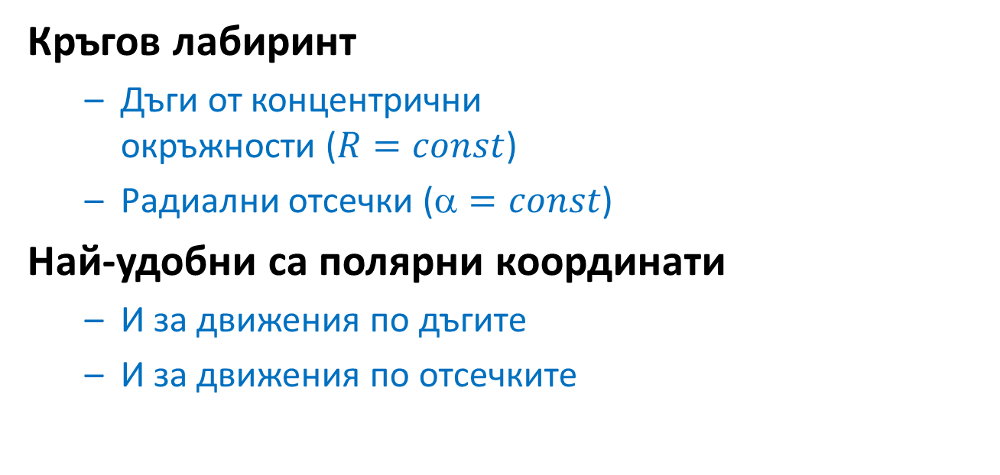 Кръгов лабиринт
– Дъги от концентрични
окръжности (R = const)
– Радиални отсечки (α = const)
Най-удобни са полярни координати
– И за движения по дъгите
– И за движения по отсечките